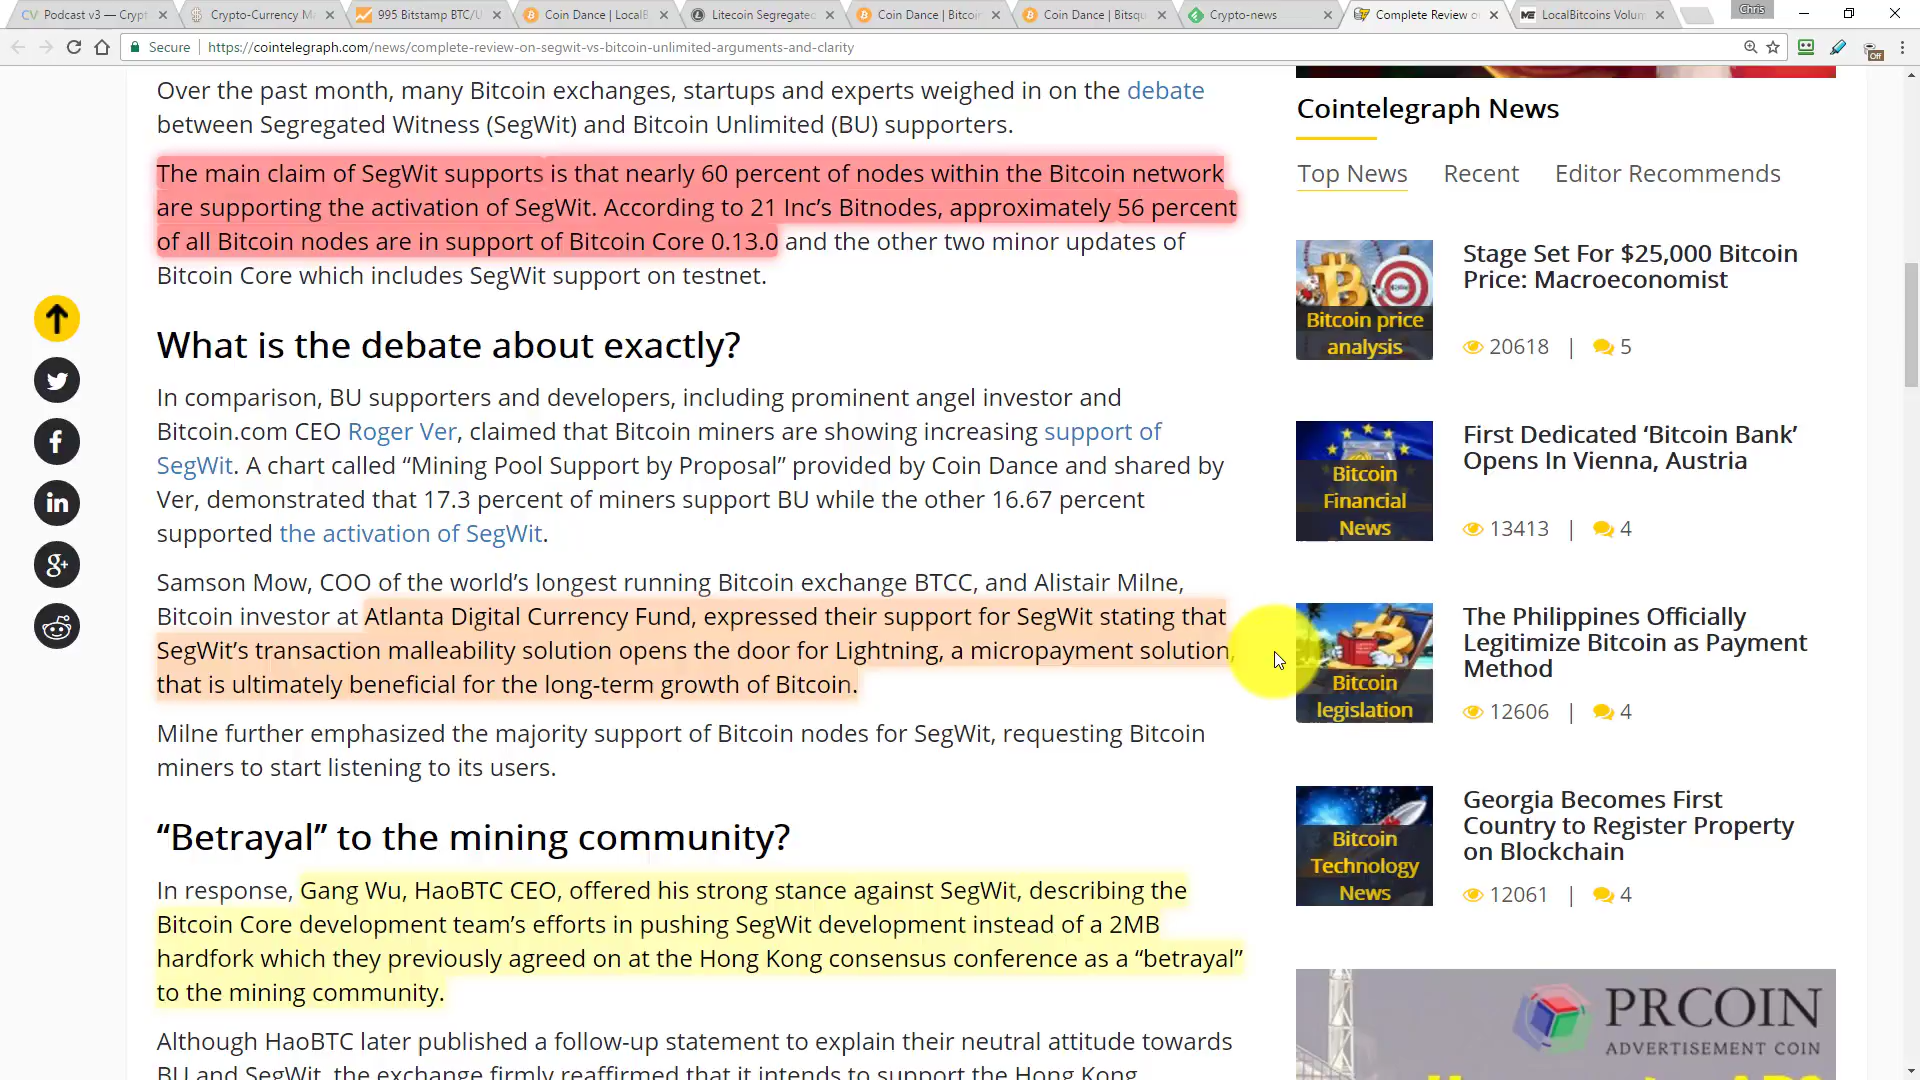 Podcast v3 — Crypt
Crypto-Currency M
995 Bitstamp BTC/U
Coin Dance | LocalB
Litecoin Segregated
Coin Dance | Bitcoin
Coin Dance | Bitsqu
Crypto-news
Complete Review o
LocalBitcoins Volum
Chris
Secure
https://cointelegraph.com/news/complete-review-on-segwit-vs-bitcoin-unlimited-arguments-and-clarity
Off
Over the past month, many Bitcoin exchanges, startups and experts weighed in on the debate
between Segregated Witness (SegWit) and Bitcoin Unlimited (BU) supporters.
The main claim of SegWit supports is that nearly 60 percent of nodes within the Bitcoin network
are supporting the activation of SegWit. According to 21 Inc’s Bitnodes, approximately 56 percent
of all Bitcoin nodes are in support of Bitcoin Core 0.13.0 and the other two minor updates of
Bitcoin Core which includes SegWit support on testnet.
What is the debate about exactly?
In comparison, BU supporters and developers, including prominent angel investor and
Bitcoin.com CEO Roger Ver, claimed that Bitcoin miners are showing increasing support of
SegWit. A chart called “Mining Pool Support by Proposal” provided by Coin Dance and shared by
Ver, demonstrated that 17.3 percent of miners support BU while the other 16.67 percent
supported the activation of SegWit.
Samson Mow, COO of the world’s longest running Bitcoin exchange BTCC, and Alistair Milne,
Bitcoin investor at Atlanta Digital Currency Fund, expressed their support for SegWit stating that
SegWit’s transaction malleability solution opens the door for Lightning, a micropayment solution,
that is ultimately beneficial for the long-term growth of Bitcoin.
Milne further emphasized the majority support of Bitcoin nodes for SegWit, requesting Bitcoin
miners to start listening to its users.
“Betrayal” to the mining community?
In response, Gang Wu, HaoBTC CEO, offered his strong stance against SegWit, describing the
Bitcoin Core development team’s efforts in pushing SegWit development instead of a 2MB
hardfork which they previously agreed on at the Hong Kong consensus conference as a “betrayal”
to the mining community.
Although HaoBTC later published a follow-up statement to explain their neutral attitude towards
BU and SegWit, the exchange firmly reaffirmed that it intends to support the Hong Kong
Cointelegraph News
Top News Recent Editor Recommends
Bitcoin price
analysis
Stage Set For $25,000 Bitcoin
Price: Macroeconomist
20618 | 5
Bitcoin
Financial
News
First Dedicated ‘Bitcoin Bank’
Opens In Vienna, Austria
13413 | 4
Bitcoin
legislation
The Philippines Officially
Legitimize Bitcoin as Payment
Method
12606 | 4
Bitcoin
Technology
News
Georgia Becomes First
Country to Register Property
on Blockchain
12061 | 4
PRCOIN
ADVERTISEMENT COIN